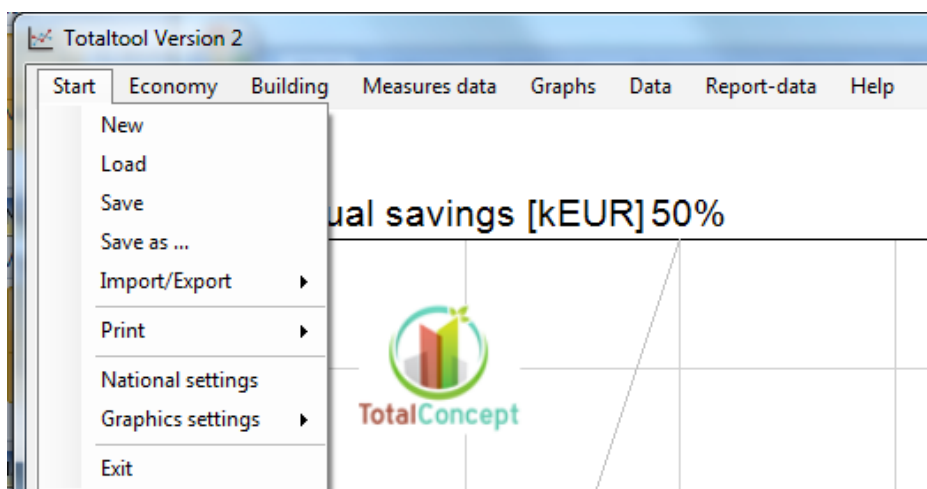 Totaltool Version 2
Start Economy Building Measures data Graphs Data Report-data Help
New
Load
Save
Save as ...
Import/Export
Print
National settings
Graphics settings
Exit
ual savings [kEUR] 50%
TotalConcept